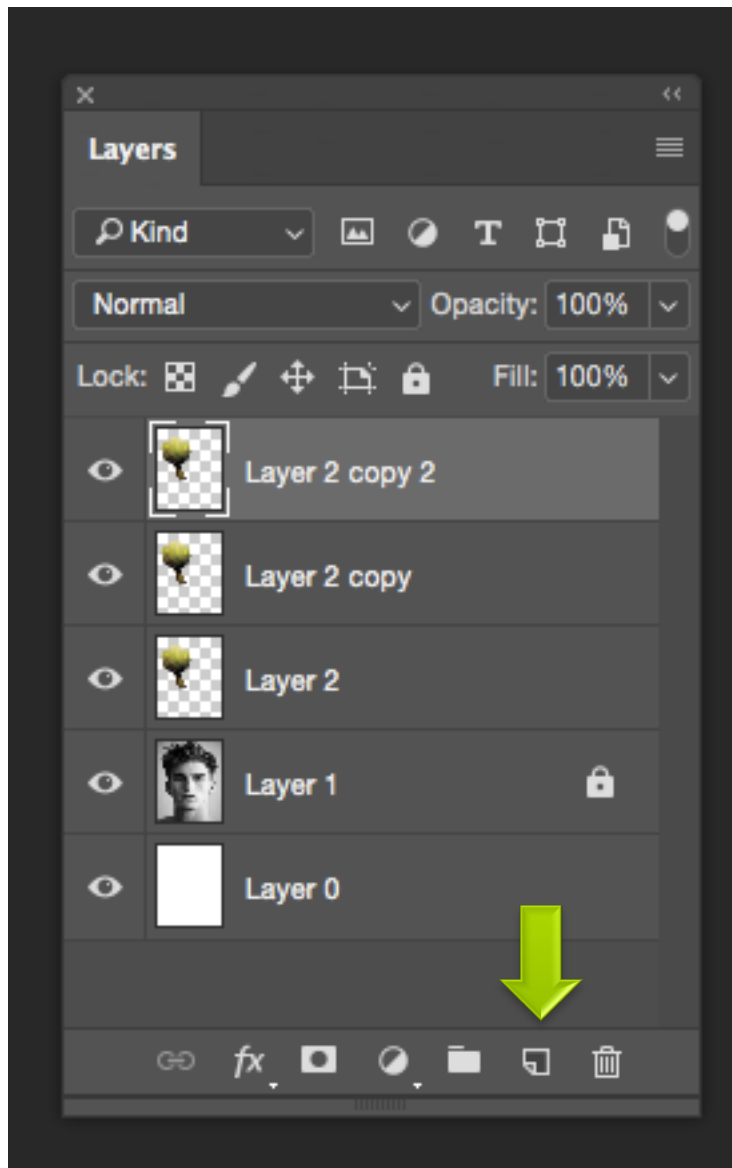 Layers
Kind
Normal Opacity: 100%
Lock: Fill: 100%
Layer 2 copy 2
Layer 2 copy
Layer 2
Layer 1
Layer 0
fx